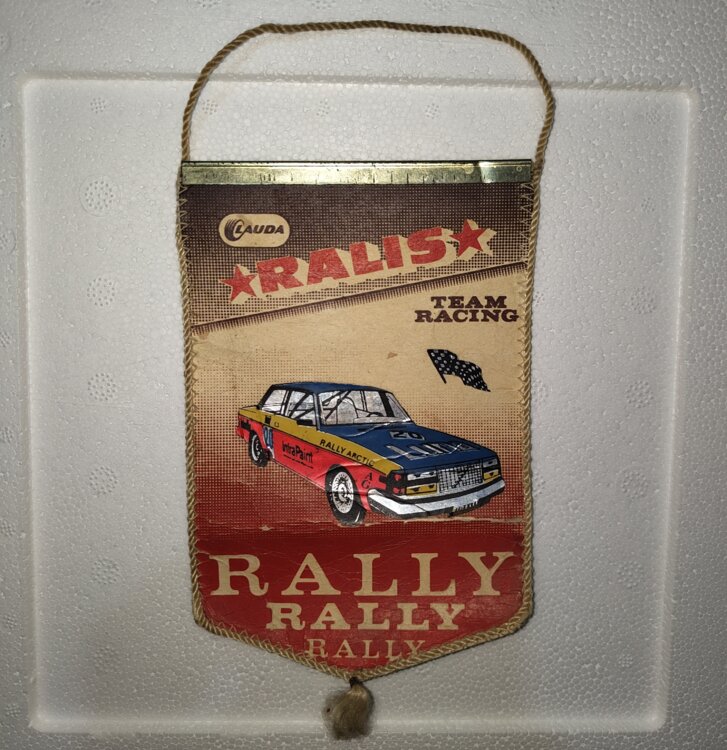 LAUDA
RALIS
TEAM
RACING
20
RALLY ARCTIC
IntraPaint
RALLY
RALLY
RALLY